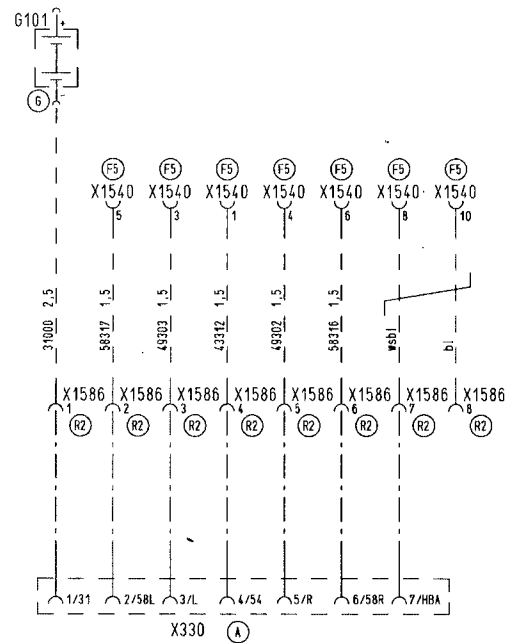 G101 +
-
G
F5 F5 F5 F5 F5 F5 F5
X1540 X1540 X1540 X1540 X1540 X1540 X1540
5 3 1 4 6 8 10
2,5 1,5 1,5 1,5 1,5 1,5
31000 58317 49303 43312 49302 58316 wsbl bl
X1586 X1586 X1586 X1586 X1586 X1586 X1586 X1586
1 2 3 4 5 6 7 8
R2 R2 R2 R2 R2 R2 R2 R2
1/31 2/58L 3/L 4/54 5/R 6/58R 7/HBA
X330 A